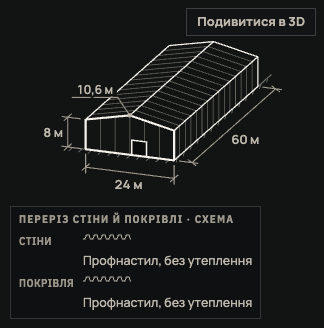 Подивитися в 3D
10,6 м
8 м
60 м
24 м
ПЕРЕРІЗ СТІНИ Й ПОКРІВЛІ · СХЕМА
СТІНИ
Профнастил, без утеплення
ПОКРІВЛЯ
Профнастил, без утеплення